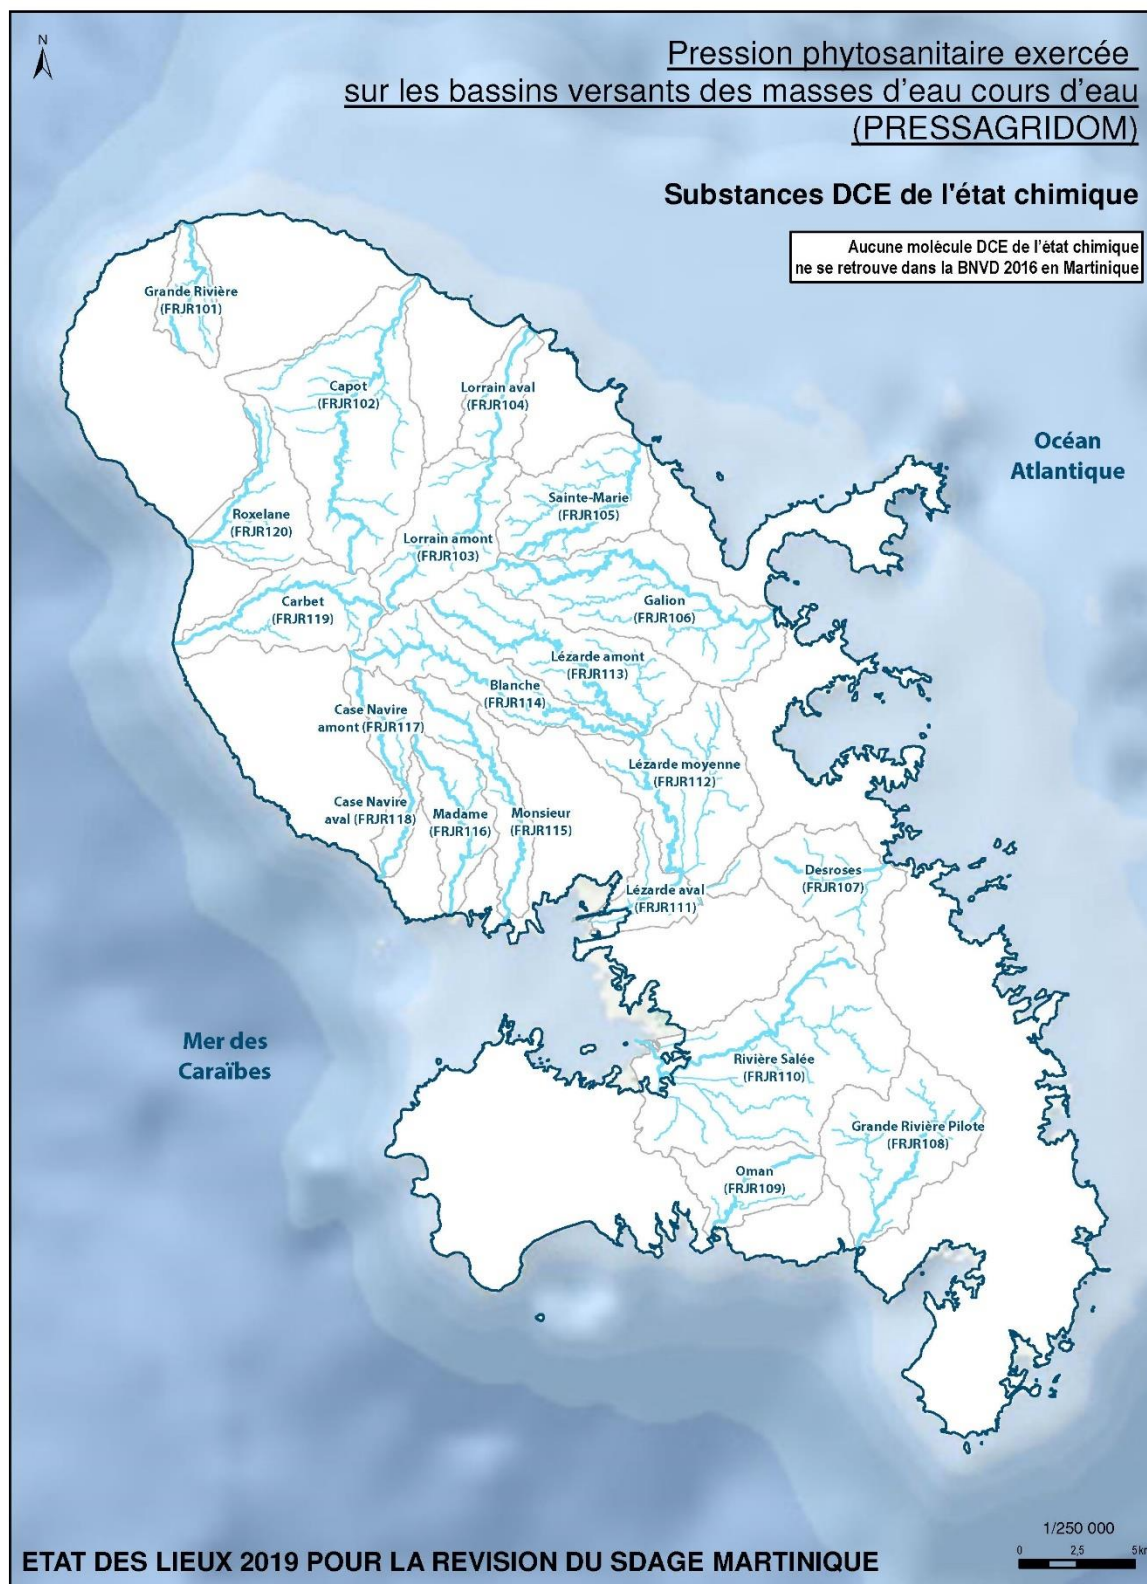 N
Pression phytosanitaire exercée
sur les bassins versants des masses d'eau cours d'eau
(PRESSAGRIDOM)
Substances DCE de l'état chimique
Aucune molécule DCE de l'état chimique
ne se retrouve dans la BNVD 2016 en Martinique
Grande Rivière
(FRJR101)
Capot
(FRJR102)
Lorrain aval
(FRJR104)
Océan
Atlantique
Sainte-Marie
(FRJR105)
Roxelane
(FRJR120)
Lorrain amont
(FRJR103)
Carbet
(FRJR119)
Galion
(FRJR106)
Lézarde amont
(FRJR113)
Blanche
(FRJR114)
Case Navire
amont (FRJR117)
Lézarde moyenne
(FRJR112)
Case Navire
aval (FRJR118)
Madame
(FRJR116)
Monsieur
(FRJR115)
Desroses
(FRJR107)
Lézarde aval
(FRJR111)
Mer des
Caraïbes
Rivière Salée
(FRJR110)
Grande Rivière Pilote
(FRJR108)
Oman
(FRJR109)
1/250 000
0 2,5 5km
ETAT DES LIEUX 2019 POUR LA REVISION DU SDAGE MARTINIQUE